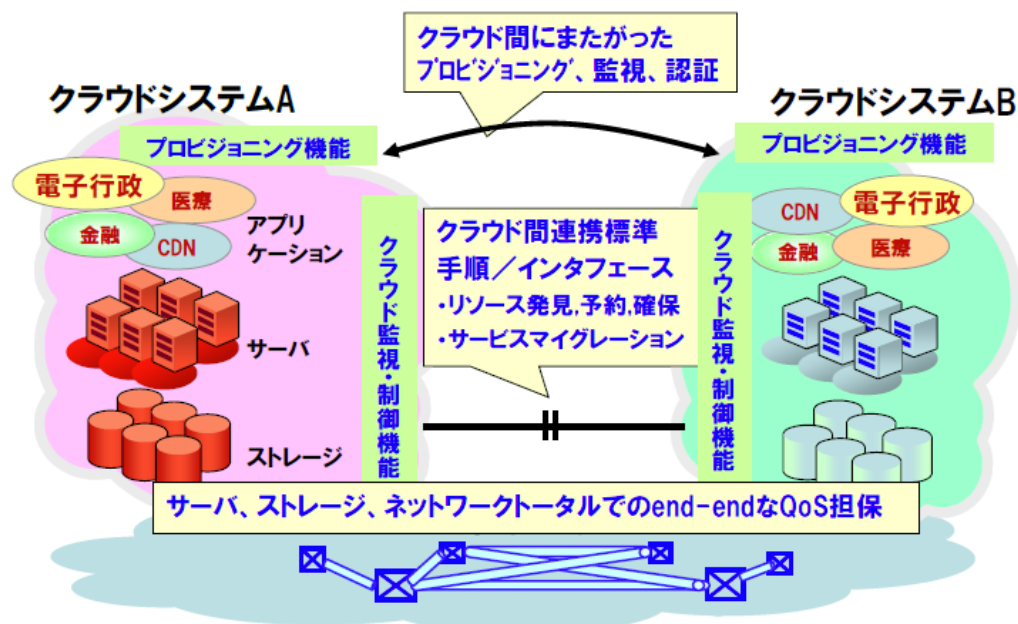 クラウド間にまたがった
プロビジョニング、監視、認証
クラウドシステムA
クラウドシステムB
プロビジョニング機能
プロビジョニング機能
電子行政
医療
金融
CDN
アプリ
ケーション
サーバ
ストレージ
クラウド監視・制御機能
クラウド間連携標準
手順／インタフェース
・リソース発見,予約,確保
・サービスマイグレーション
クラウド監視・制御機能
CDN
電子行政
金融
医療
サーバ、ストレージ、ネットワークトータルでのend-endなQoS担保